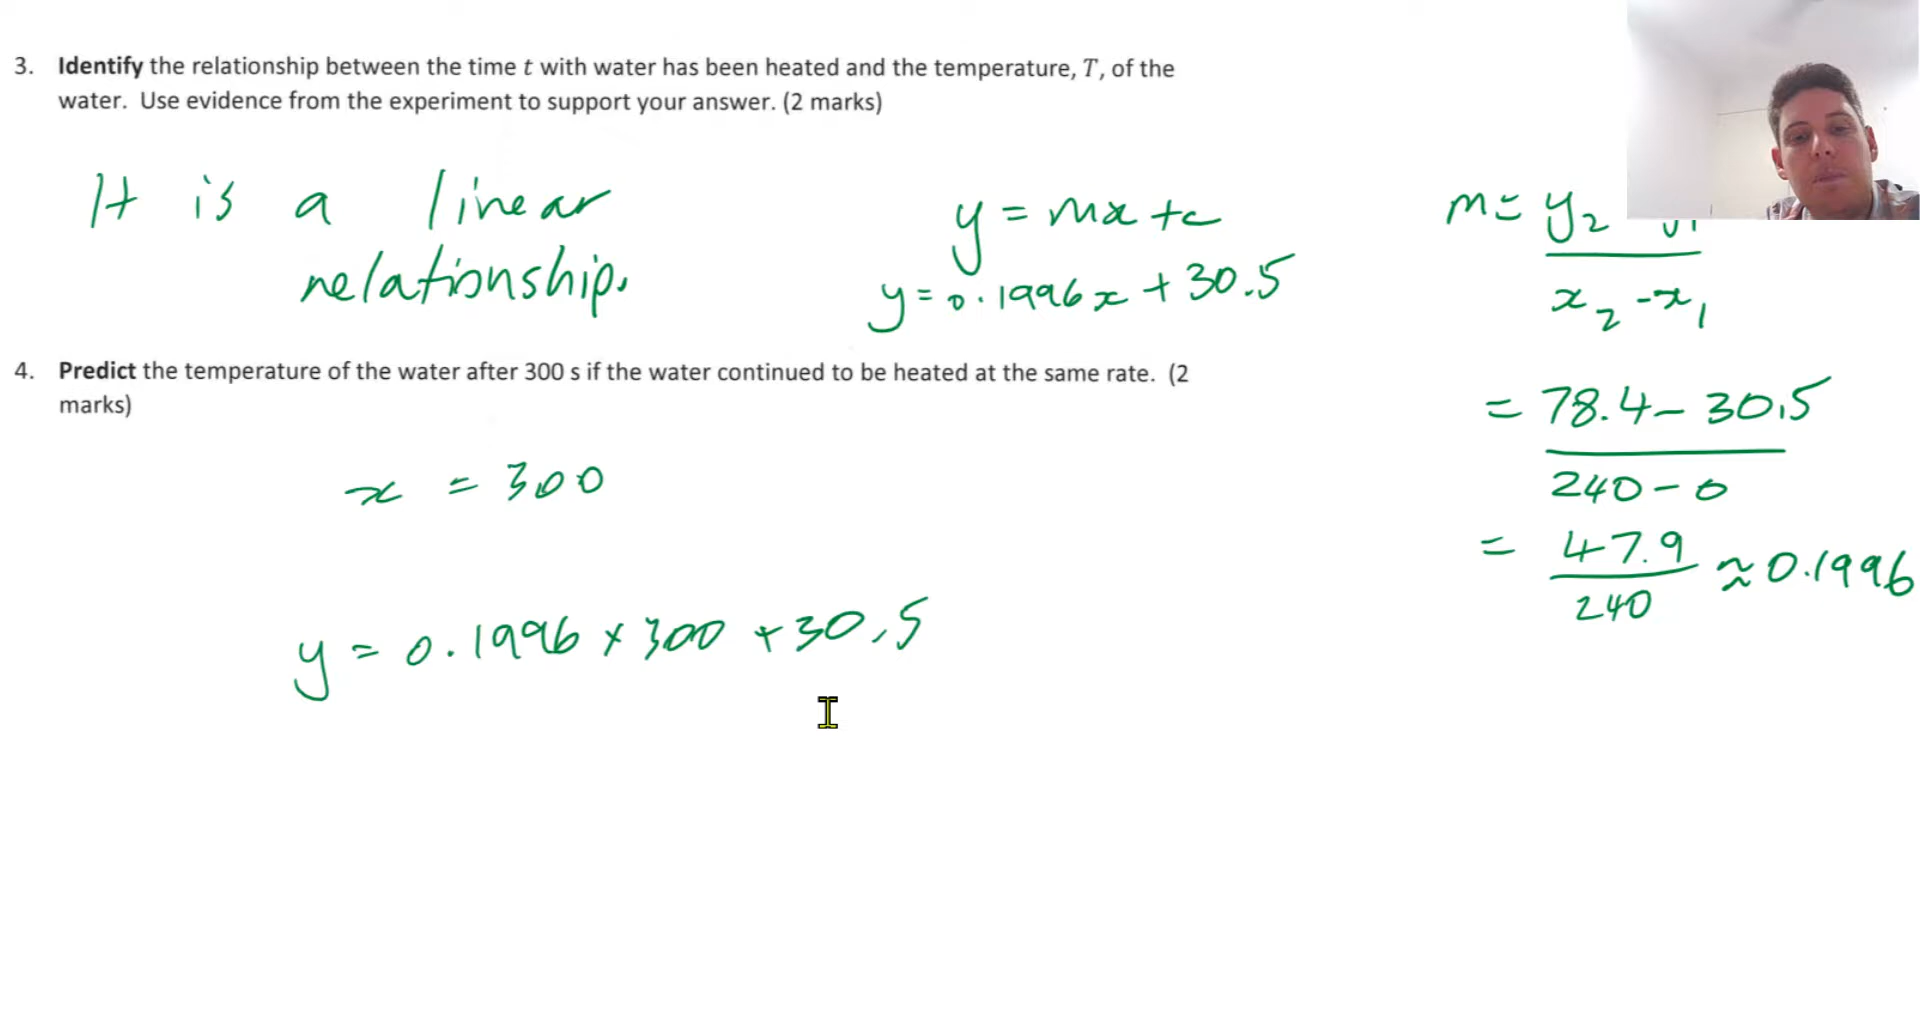 3. Identify the relationship between the time t with water has been heated and the temperature, T, of the
water. Use evidence from the experiment to support your answer. (2 marks)
It is a linear
relationship.
y = mx + c
y = 0.1996x + 30.5
m = y₂ - y₁
x₂ - x₁
= 78.4 - 30.5
240 - 0
= 47.9
240
≈ 0.1996
4. Predict the temperature of the water after 300 s if the water continued to be heated at the same rate. (2
marks)
x = 300
y = 0.1996 × 300 + 30.5